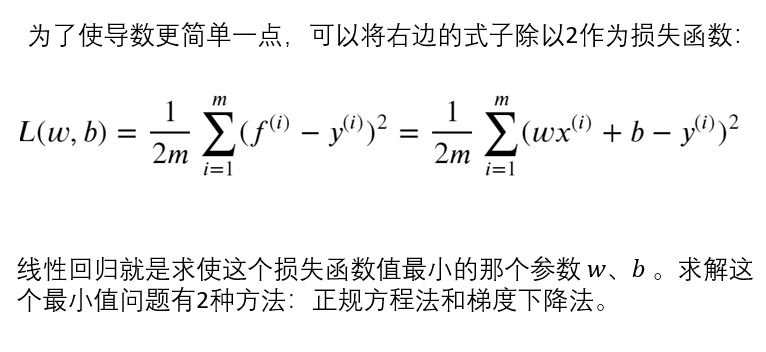 为了使导数更简单一点，可以将右边的式子除以2作为损失函数：
L(w, b) = \frac{1}{2m} \sum_{i=1}^{m} (f^{(i)} − y^{(i)})^2 = \frac{1}{2m} \sum_{i=1}^{m} (wx^{(i)} + b − y^{(i)})^2
线性回归就是求使这个损失函数值最小的那个参数 w、b 。求解这
个最小值问题有2种方法：正规方程法和梯度下降法。